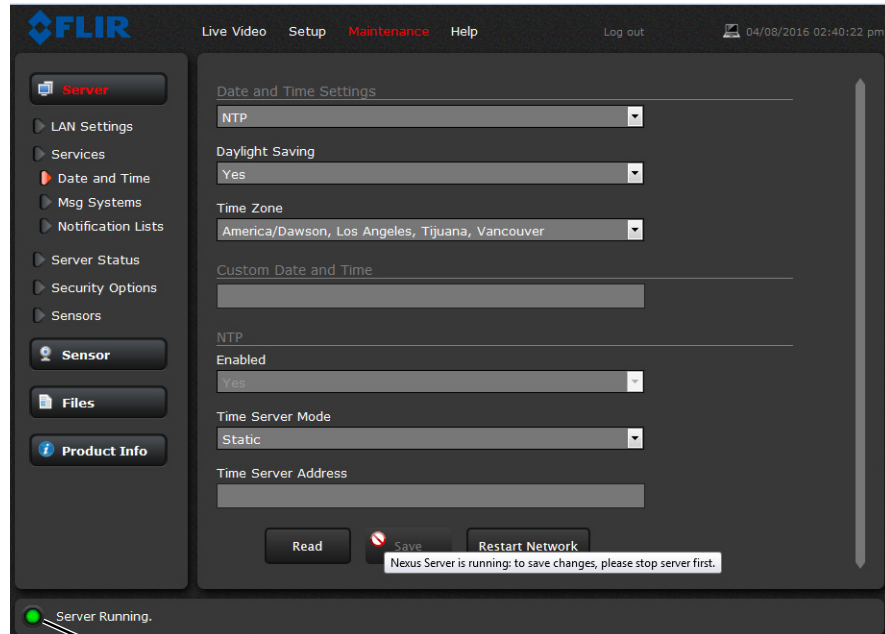 FLIR
Live Video Setup Maintenance Help Log out 04/08/2016 02:40:22 pm
Server
LAN Settings
Services
Date and Time
Msg Systems
Notification Lists
Server Status
Security Options
Sensors
Sensor
Files
Product Info
Date and Time Settings
NTP
Daylight Saving
Yes
Time Zone
America/Dawson, Los Angeles, Tijuana, Vancouver
Custom Date and Time
NTP
Enabled
Yes
Time Server Mode
Static
Time Server Address
Read Save Restart Network
Nexus Server is running: to save changes, please stop server first.
Server Running.